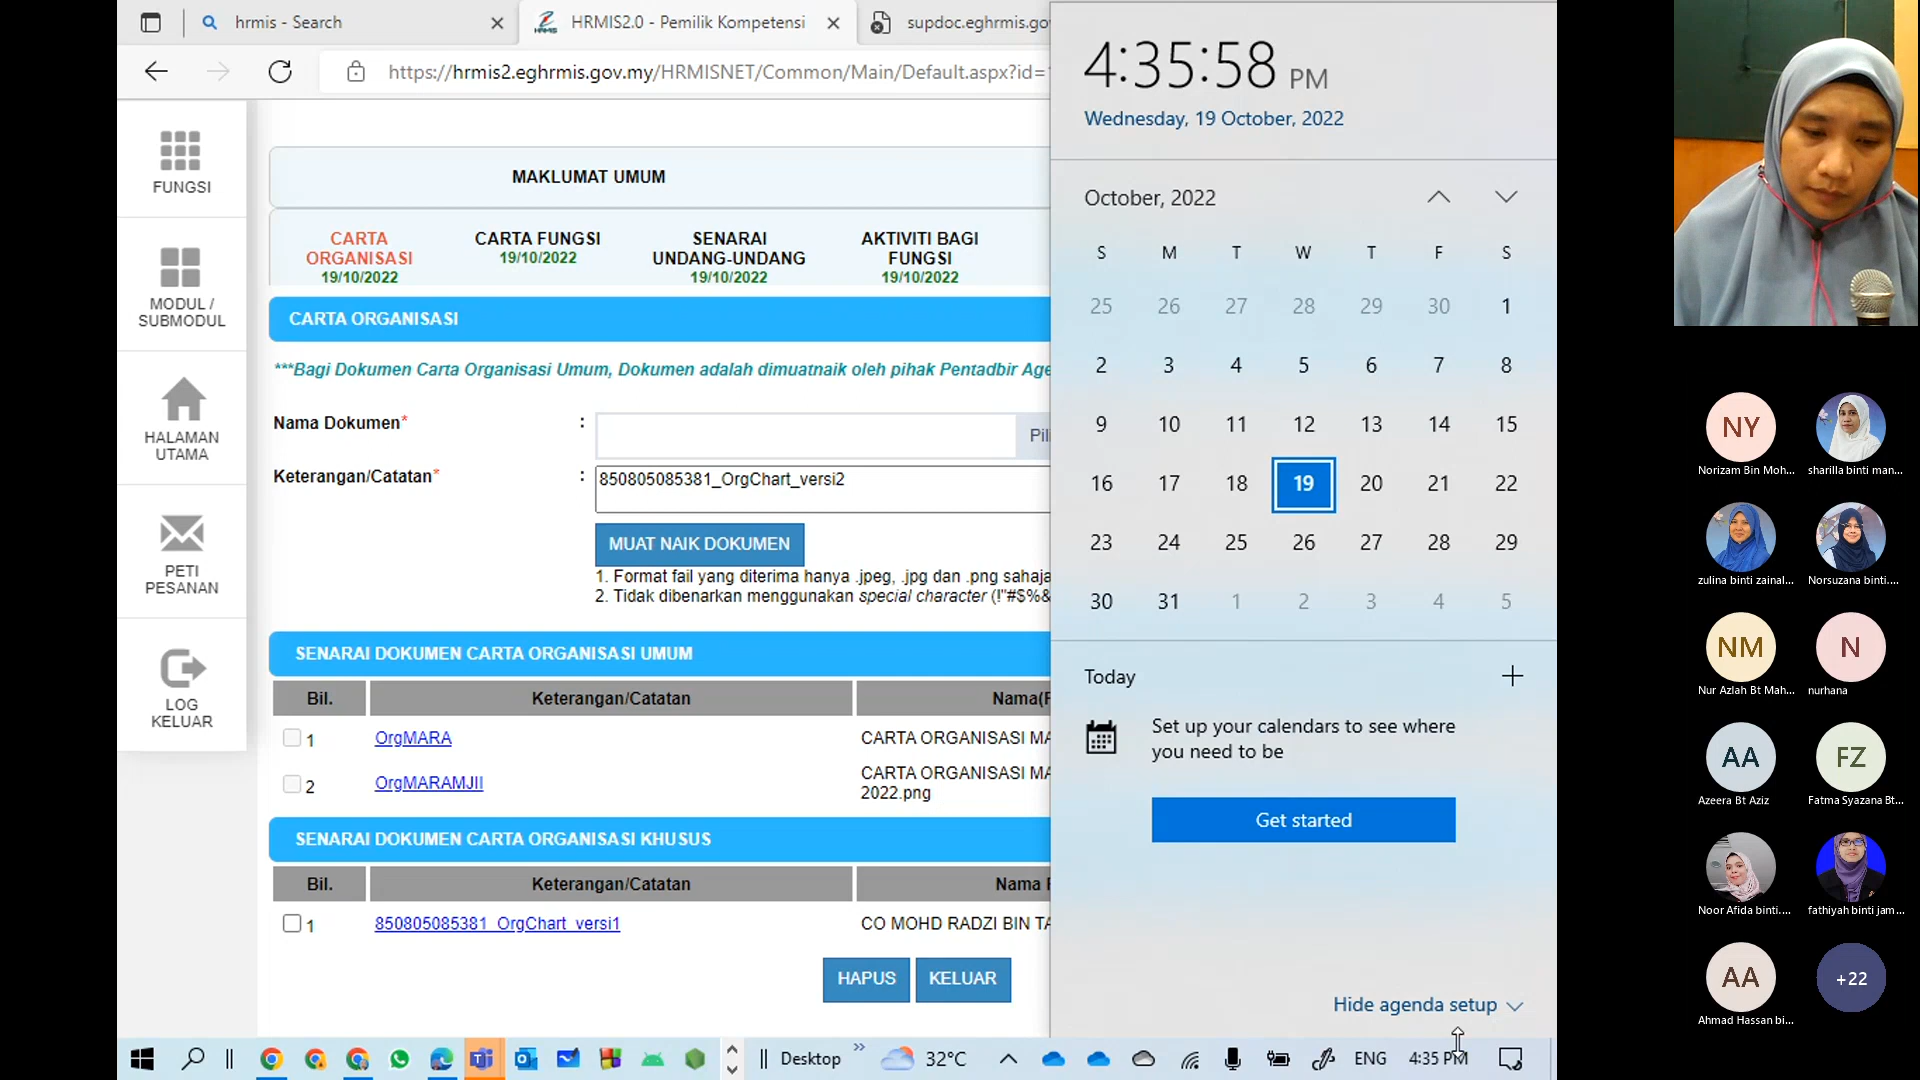 hrmis - Search
HRMIS2.0 - Pemilik Kompetensi
supdoc.eghrmis.go
https://hrmis2.eghrmis.gov.my/HRMISNET/Common/Main/Default.aspx?id=
FUNGSI
MODUL /
SUBMODUL
HALAMAN
UTAMA
PETI
PESANAN
LOG
KELUAR
MAKLUMAT UMUM
CARTA
ORGANISASI
19/10/2022
CARTA FUNGSI
19/10/2022
SENARAI
UNDANG-UNDANG
19/10/2022
AKTIVITI BAGI
FUNGSI
19/10/2022
CARTA ORGANISASI
***Bagi Dokumen Carta Organisasi Umum, Dokumen adalah dimuatnaik oleh pihak Pentadbir Age
Nama Dokumen* :
Pil
Keterangan/Catatan* : 850805085381_OrgChart_versi2
MUAT NAIK DOKUMEN
1. Format fail yang diterima hanya .jpeg, .jpg dan .png sahaja
2. Tidak dibenarkan menggunakan special character (!"#$%&
SENARAI DOKUMEN CARTA ORGANISASI UMUM
Bil. Keterangan/Catatan Nama(F
1 OrgMARA CARTA ORGANISASI MA
2 OrgMARAMJII CARTA ORGANISASI MA
2022.png
SENARAI DOKUMEN CARTA ORGANISASI KHUSUS
Bil. Keterangan/Catatan Nama F
1 850805085381_OrgChart_versi1 CO MOHD RADZI BIN TA
HAPUS KELUAR
4:35:58 PM
Wednesday, 19 October, 2022
October, 2022
S M T W T F S
25 26 27 28 29 30 1
2 3 4 5 6 7 8
9 10 11 12 13 14 15
16 17 18 19 20 21 22
23 24 25 26 27 28 29
30 31 1 2 3 4 5
Today
Set up your calendars to see where
you need to be
Get started
Hide agenda setup
Desktop
32°C
ENG
4:35 PM
NY
Norizam Bin Moh...
sharilla binti man...
zulina binti zainal...
Norsuzana binti....
NM
Nur Azlah Bt Mah...
N
nurhana
AA
Azeera Bt Aziz
FZ
Fatma Syazana Bt...
Noor Afida binti....
fathiyah binti jam...
AA
Ahmad Hassan bi...
+22